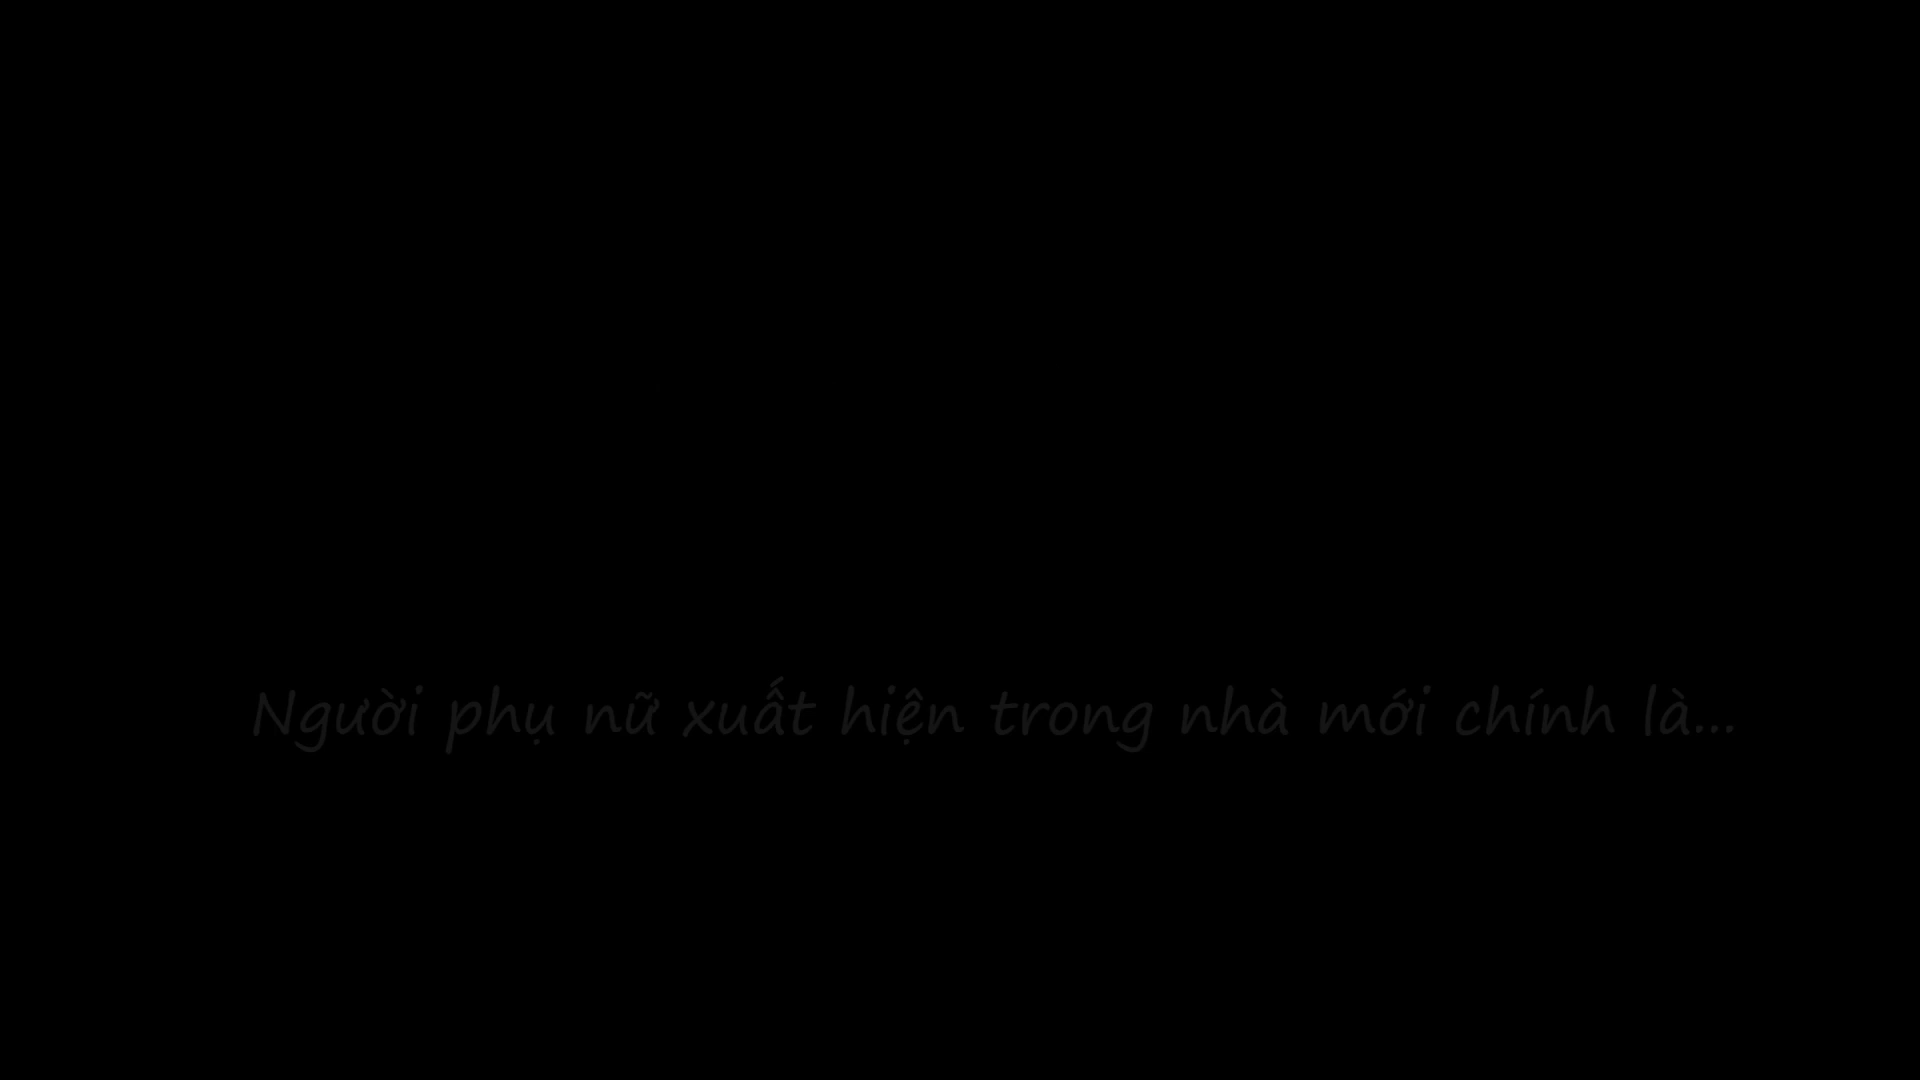 Người phụ nữ xuất hiện trong nhà mới chính là...